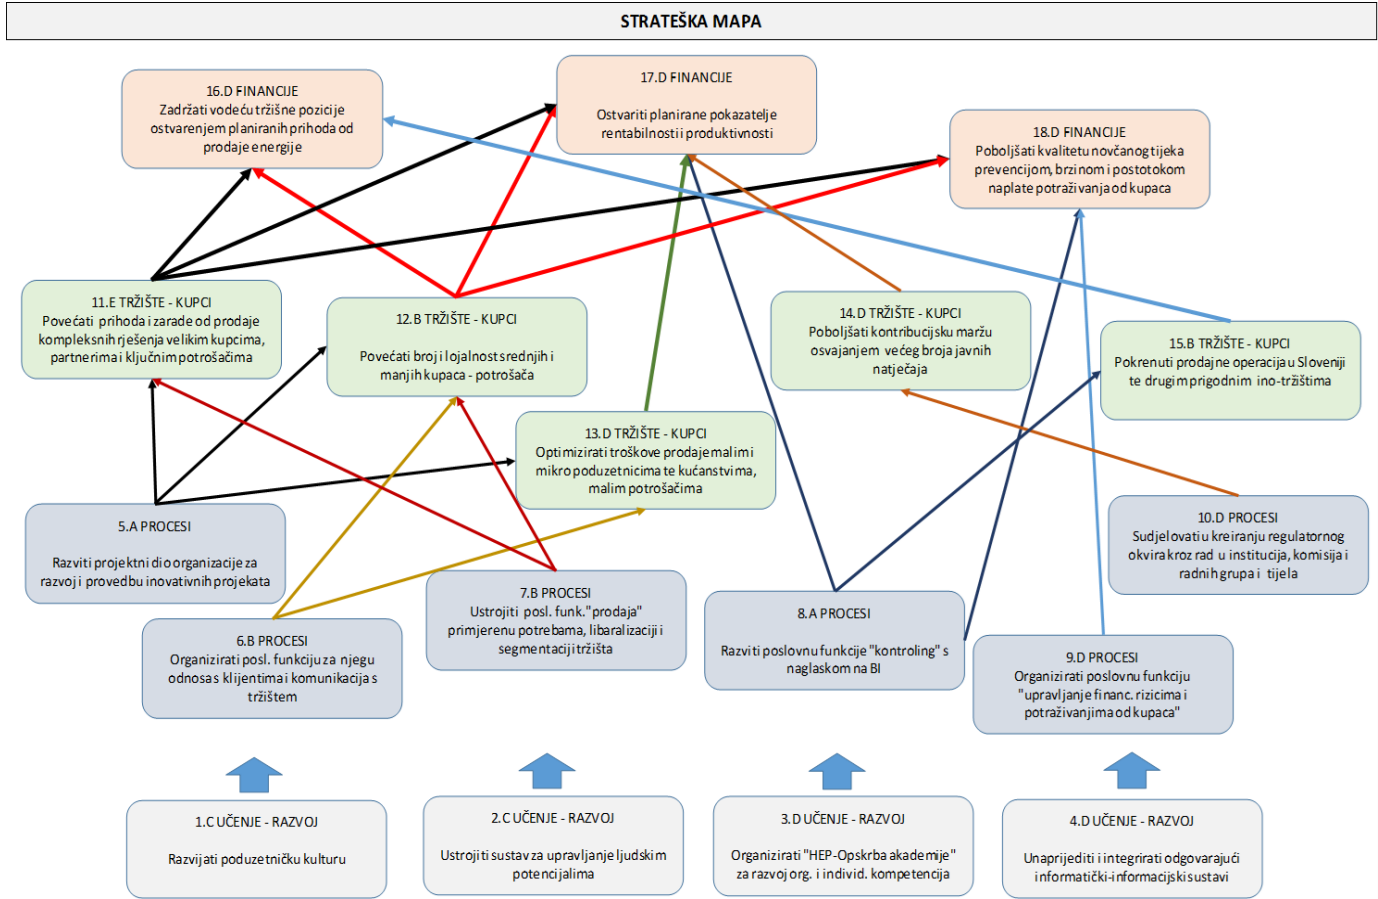 STRATEŠKA MAPA
16.D FINANCIJE
Zadržati vodeću tržišne pozicije
ostvarenjem planiranih prihoda od
prodaje energije
17.D FINANCIJE
Ostvariti planirane pokazatelje
rentabilnosti i produktivnosti
18.D FINANCIJE
Poboljšati kvalitetu novčanog tijeka
prevencijom, brzinom i postotokom
naplate potraživanja od kupaca
11.E TRŽIŠTE - KUPCI
Povećati prihoda i zarade od prodaje
kompleksnih rješenja velikim kupcima,
partnerima i ključnim potrošačima
12.B TRŽIŠTE - KUPCI
Povećati broj i lojalnost srednjih i
manjih kupaca - potrošača
13.D TRŽIŠTE - KUPCI
Optimizirati troškove prodaje malim i
mikro poduzetnicima te kućanstvima,
malim potrošačima
14.D TRŽIŠTE - KUPCI
Poboljšati kontribucijsku maržu
osvajanjem većeg broja javnih
natječaja
15.B TRŽIŠTE - KUPCI
Pokrenuti prodajne operacija u Sloveniji
te drugim prigodnim ino-tržištima
5.A PROCESI
Razviti projektni dio organizacije za
razvoj i provedbu inovativnih projekata
6.B PROCESI
Organizirati posl. funkciju za njegu
odnosa s klijentima i komunikacija s
tržištem
7.B PROCESI
Ustrojiti posl. funk."prodaja"
primjerenu potrebama, libaralizaciji i
segmentaciji tržišta
8.A PROCESI
Razviti poslovnu funkcije "kontroling" s
naglaskom na BI
9.D PROCESI
Organizirati poslovnu funkciju
"upravljanje financ. rizicima i
potraživanjima od kupaca"
10.D PROCESI
Sudjelovati u kreiranju regulatornog
okvira kroz rad u institucija, komisija i
radnih grupa i tijela
1.C UČENJE - RAZVOJ
Razvijati poduzetničku kulturu
2.C UČENJE - RAZVOJ
Ustrojiti sustav za upravljanje ljudskim
potencijalima
3.D UČENJE - RAZVOJ
Organizirati "HEP-Opskrba akademije"
za razvoj org. i individ. kompetencija
4.D UČENJE - RAZVOJ
Unaprijediti i integrirati odgovarajući
informatički-informacijski sustavi